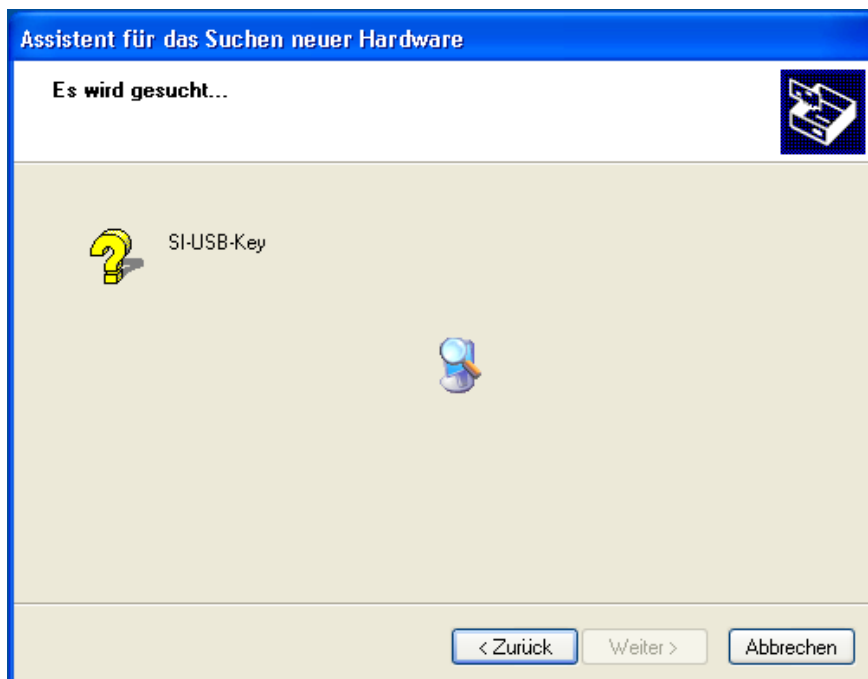 Assistent für das Suchen neuer Hardware
Es wird gesucht...
SI-USB-Key
< Zurück
Weiter >
Abbrechen